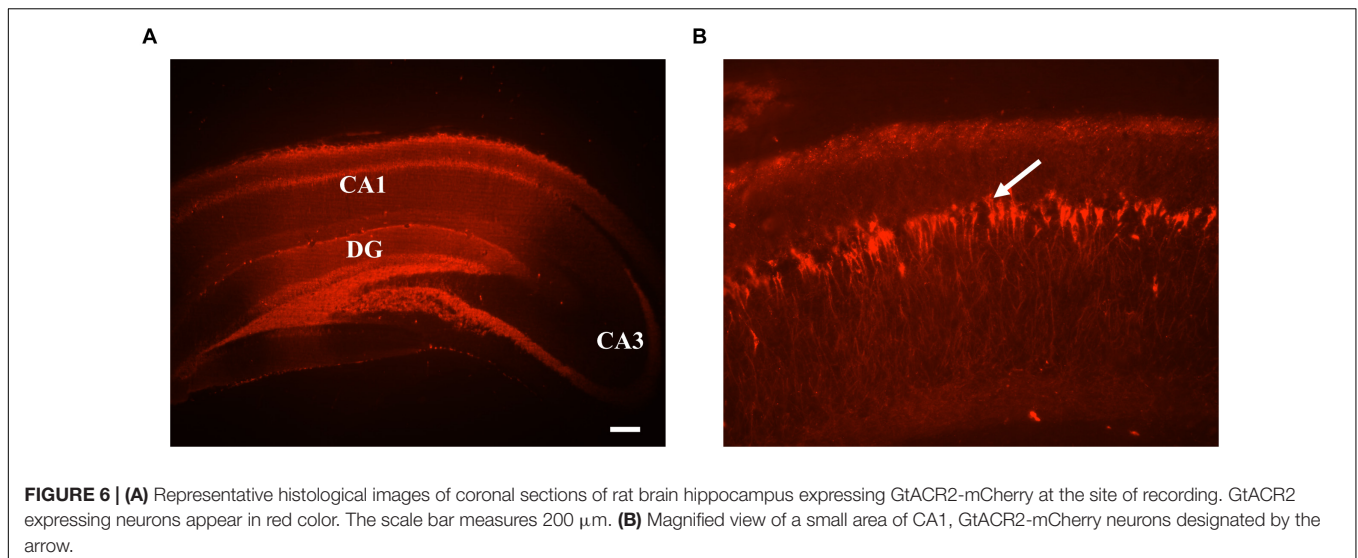 A
B
CA1
DG
CA3
FIGURE 6 | (A) Representative histological images of coronal sections of rat brain hippocampus expressing GtACR2-mCherry at the site of recording. GtACR2
expressing neurons appear in red color. The scale bar measures 200 μm. (B) Magnified view of a small area of CA1, GtACR2-mCherry neurons designated by the
arrow.